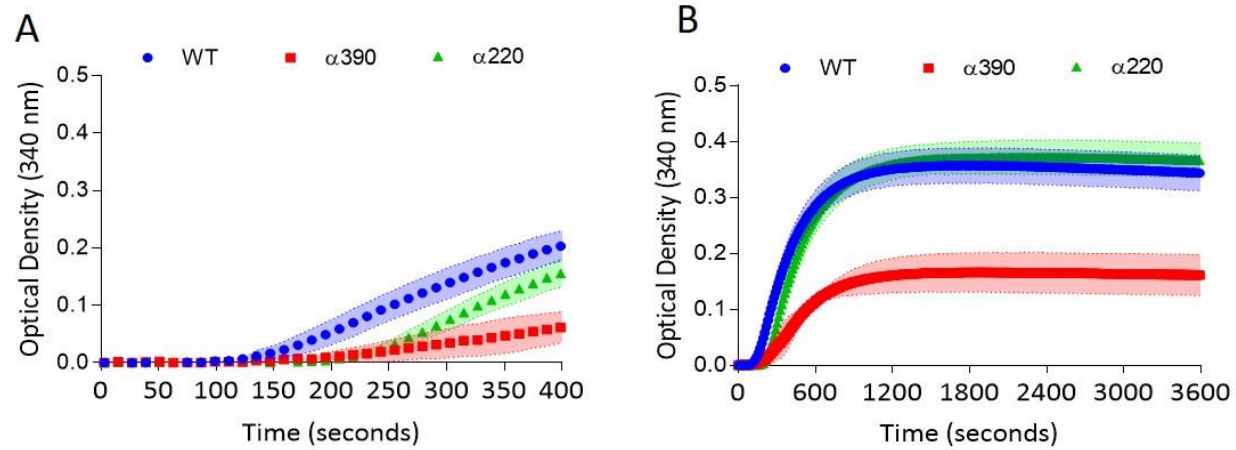 A
WT α390 α220
0.5
0.4
0.3
0.2
0.1
0.0
Optical Density (340 nm)
0 50 100 150 200 250 300 350 400
Time (seconds)
B
WT α390 α220
0.5
0.4
0.3
0.2
0.1
0.0
Optical Density (340 nm)
0 600 1200 1800 2400 3000 3600
Time (seconds)